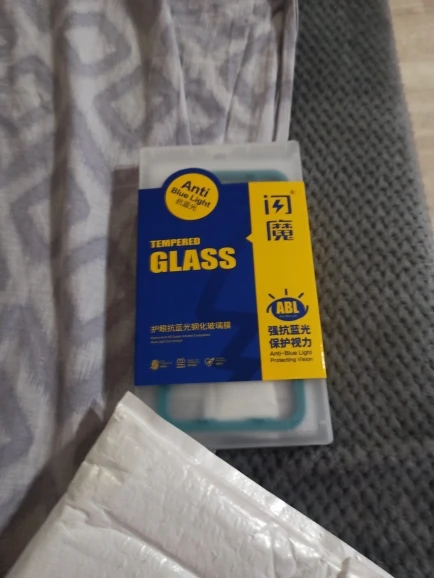 Anti
Blue Light
抗蓝光
闪魔
TEMPERED
GLASS
护眼抗蓝光钢化玻璃膜
ABL
强抗蓝光
保护视力
Anti-Blue Light
Protecting Vision